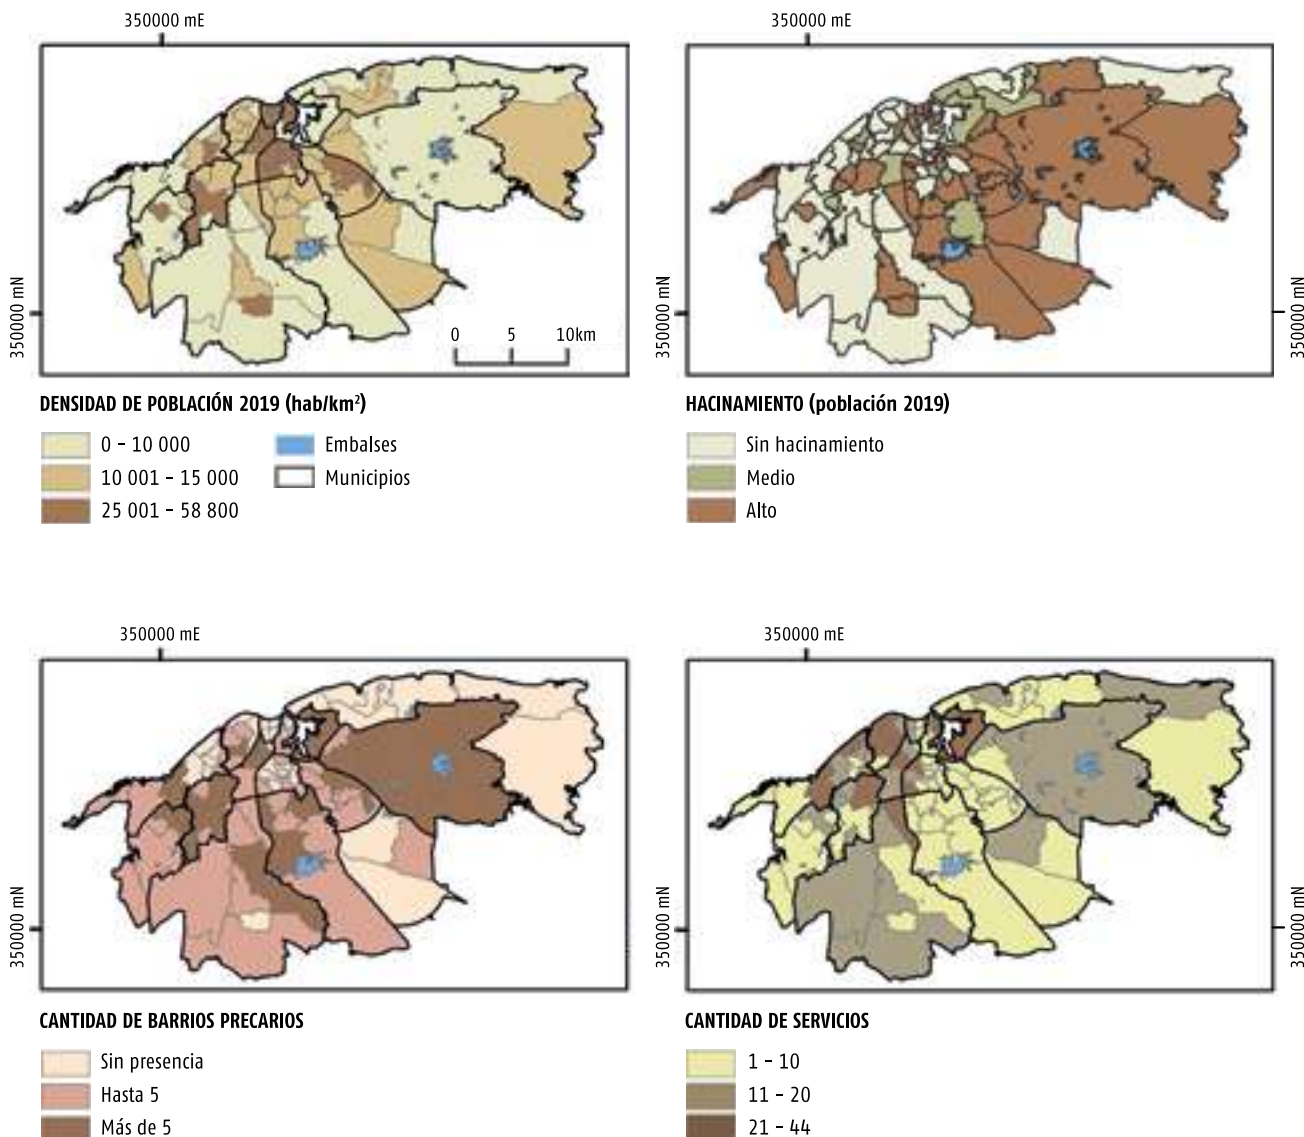 350000 mE
350000 mN
0 5 10km
DENSIDAD DE POBLACIÓN 2019 (hab/km²)
0 – 10 000
10 001 – 15 000
25 001 – 58 800
Embalses
Municipios
350000 mE
350000 mN
350000 mN
HACINAMIENTO (población 2019)
Sin hacinamiento
Medio
Alto
350000 mE
350000 mN
CANTIDAD DE BARRIOS PRECARIOS
Sin presencia
Hasta 5
Más de 5
350000 mE
350000 mN
350000 mN
CANTIDAD DE SERVICIOS
1 – 10
11 – 20
21 – 44